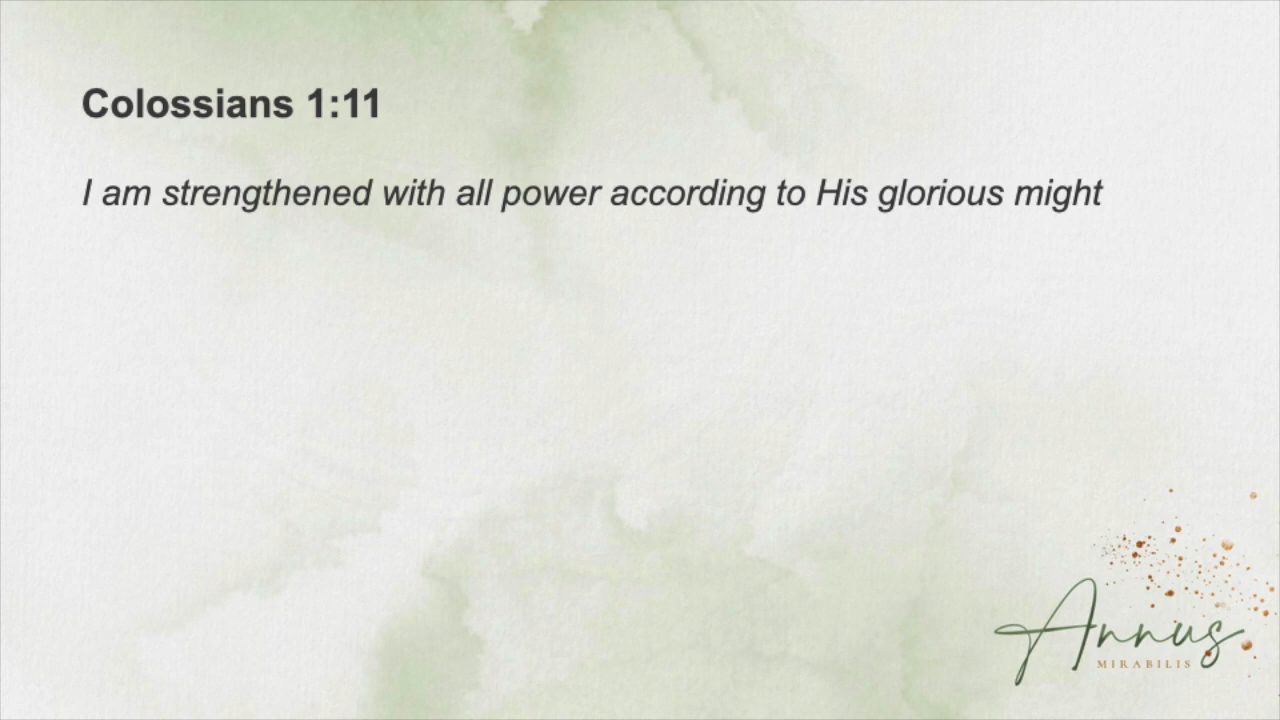 Colossians 1:11
I am strengthened with all power according to His glorious might
Annus
MIRABILIS